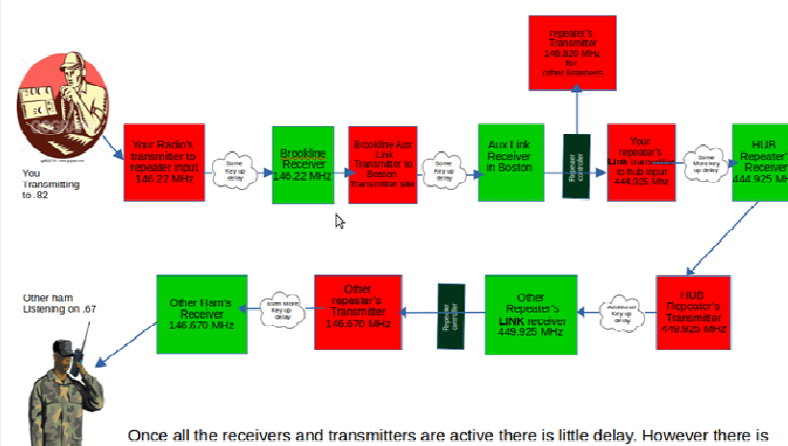 repeater's
Transmitter
146.820 MHz
for
other listeners
Your Radio's
transmitter to
repeater input
146.22 MHz
Some
Key up
delay
Brookline
Receiver
146.22 MHz
Brookline Aux
Link
Transmitter to
Boston
Transmitter site
Some
Key up
delay
Aux Link
Receiver
in Boston
Repeater
controller
Your
repeater's
Link transmitter
to hub input
444.925 MHz
Some
More key
up delay
HUB
Repeater'
Receiver
444.925 MH
You
Transmitting
to .82
Other ham
Listening on .67
Other Ham's
Receiver
146.670 MHz
Even More
Key up
delay
Other
repeater's
Transmitter
146.670 MHz
Repeater
controller
Other
Repeater's
LINK receiver
449.925 MHz
Additional
Key up
delay
HUB
Repeater's
Transmitter
449.925 MHz
Once all the receivers and transmitters are active there is little delay. However there is